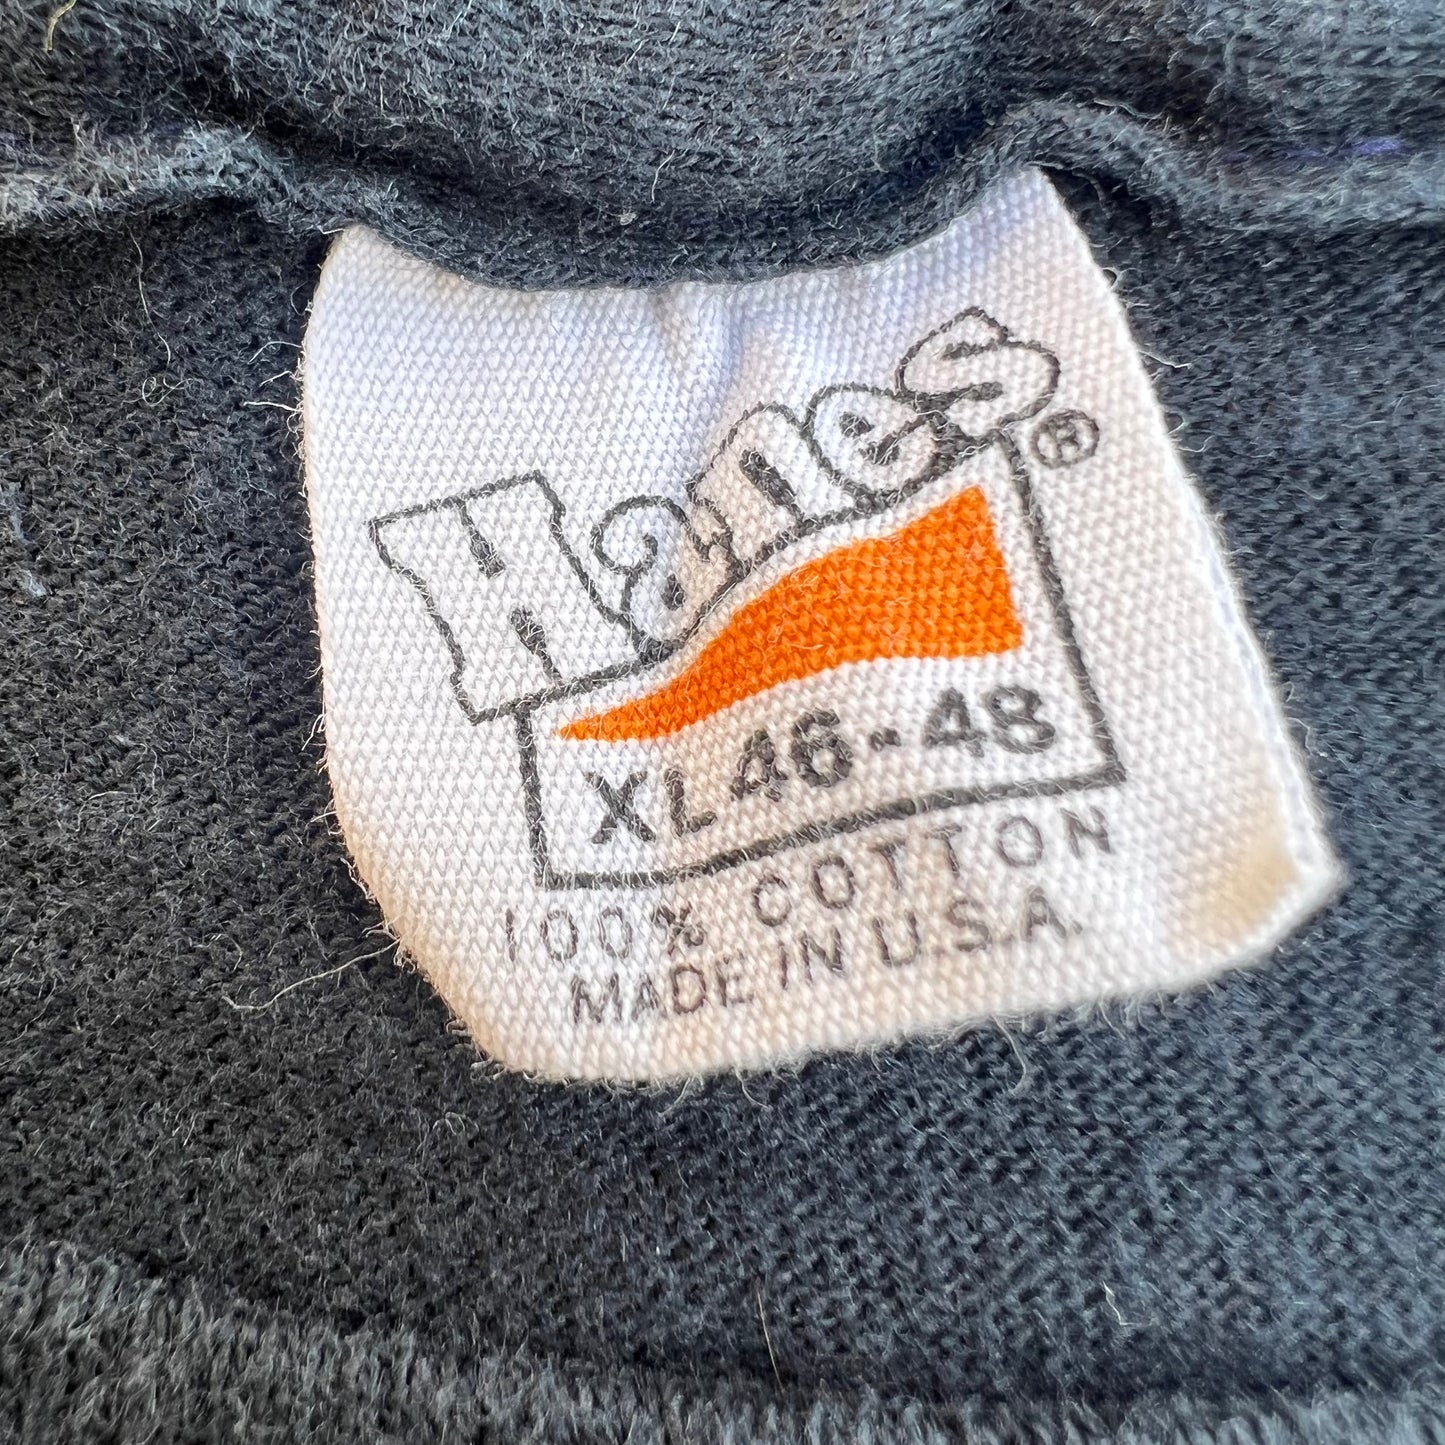 Hanes®
XL 46-48
100% COTTON
MADE IN U.S.A.